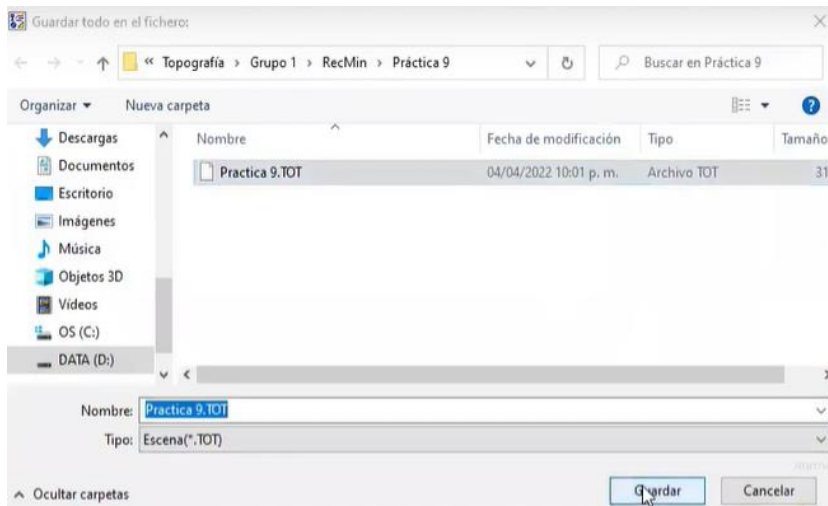 Guardar todo en el fichero:
« Topografía › Grupo 1 › RecMin › Práctica 9
Buscar en Práctica 9
Organizar Nueva carpeta
Nombre Fecha de modificación Tipo Tamaño
Practica 9.TOT 04/04/2022 10:01 p. m. Archivo TOT 31
Descargas
Documentos
Escritorio
Imágenes
Música
Objetos 3D
Vídeos
OS (C:)
DATA (D:)
Nombre: Practica 9.TOT
Tipo: Escena(*.TOT)
Ocultar carpetas Guardar Cancelar